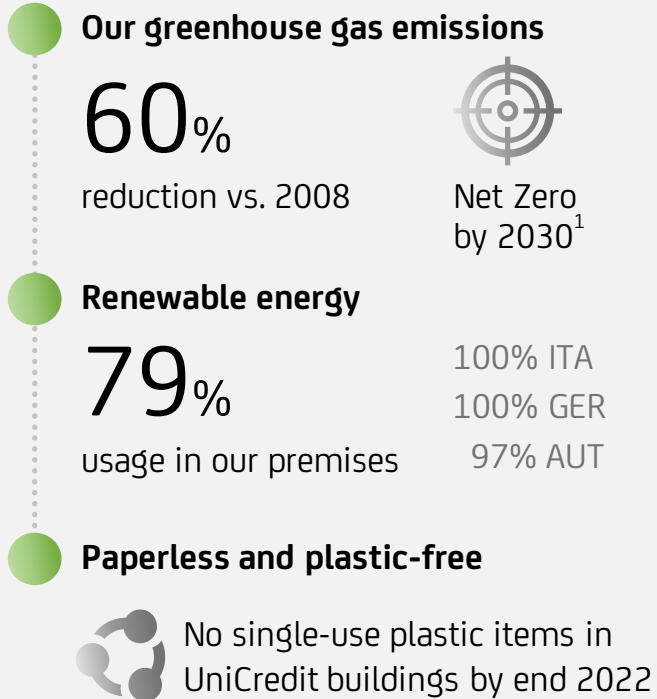 Our greenhouse gas emissions
60%
reduction vs. 2008
Net Zero
by 2030¹
Renewable energy
79%
usage in our premises
100% ITA
100% GER
97% AUT
Paperless and plastic-free
No single-use plastic items in
UniCredit buildings by end 2022